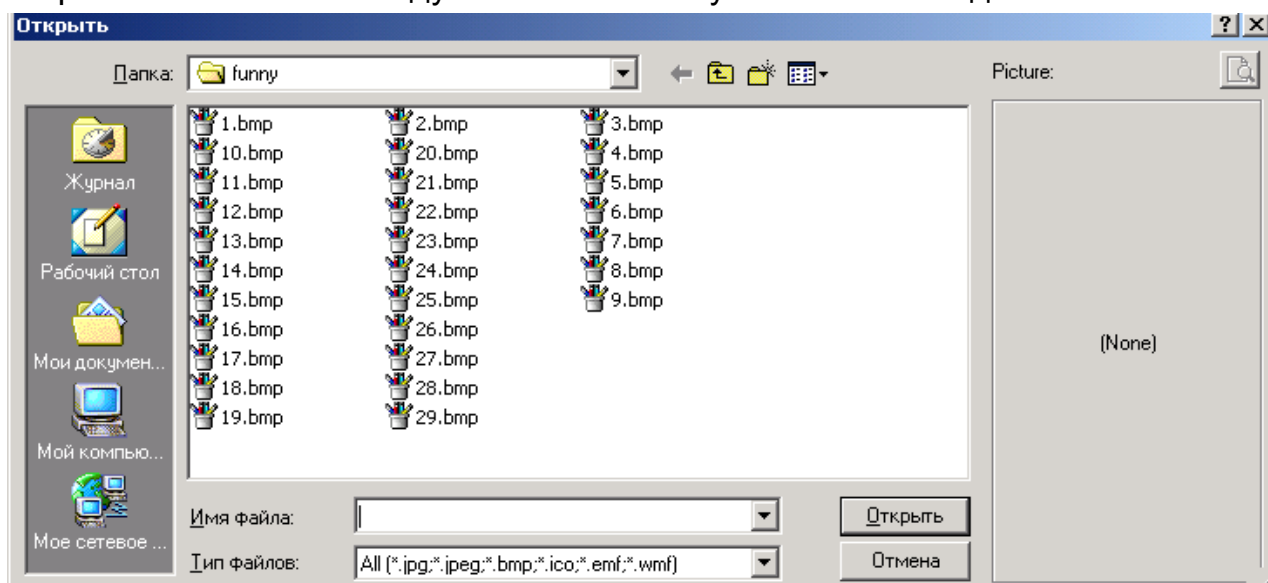 Открыть
Папка: funny
Picture:
1.bmp 2.bmp 3.bmp
10.bmp 20.bmp 4.bmp
11.bmp 21.bmp 5.bmp
12.bmp 22.bmp 6.bmp
13.bmp 23.bmp 7.bmp
14.bmp 24.bmp 8.bmp
15.bmp 25.bmp 9.bmp
16.bmp 26.bmp
17.bmp 27.bmp
18.bmp 28.bmp
19.bmp 29.bmp
Журнал
Рабочий стол
Мои докумен...
Мой компью...
Мое сетевое ...
(None)
Имя файла:
Открыть
Тип файлов: All (*.jpg;*.jpeg;*.bmp;*.ico;*.emf;*.wmf)
Отмена